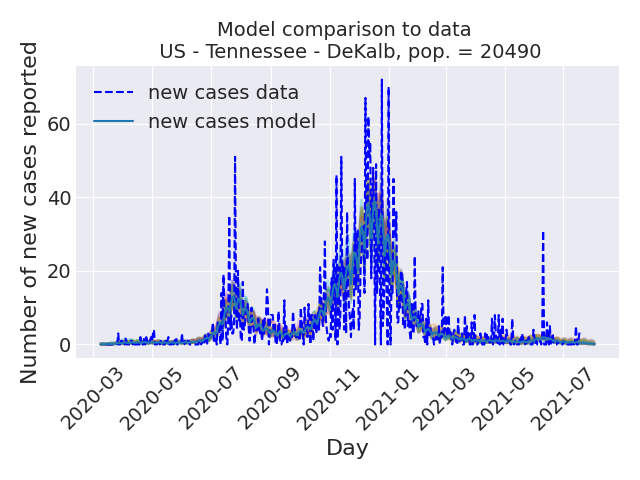 Model comparison to data
US - Tennessee - DeKalb, pop. = 20490
Number of new cases reported
60
40
20
0
new cases data
new cases model
2020-03
2020-05
2020-07
2020-09
2020-11
2021-01
2021-03
2021-05
2021-07
Day